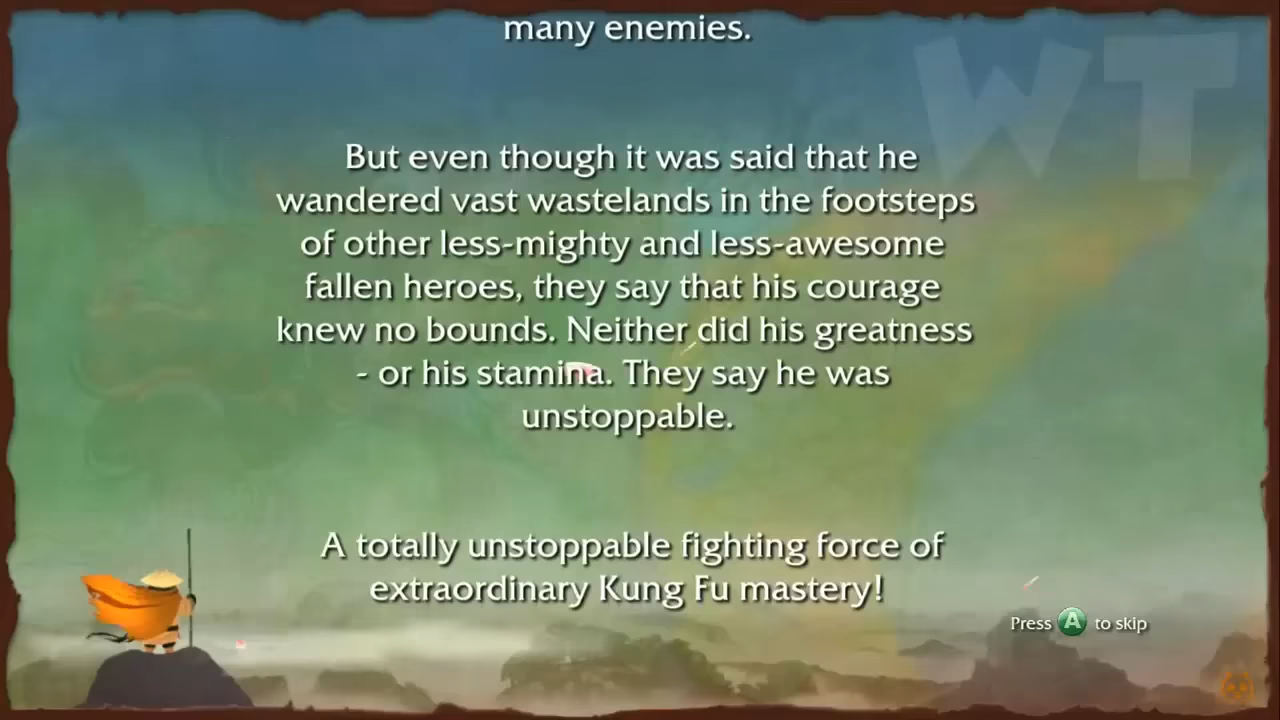 many enemies.
WT
But even though it was said that he
wandered vast wastelands in the footsteps
of other less-mighty and less-awesome
fallen heroes, they say that his courage
knew no bounds. Neither did his greatness
- or his stamina. They say he was
unstoppable.
A totally unstoppable fighting force of
extraordinary Kung Fu mastery!
Press A to skip